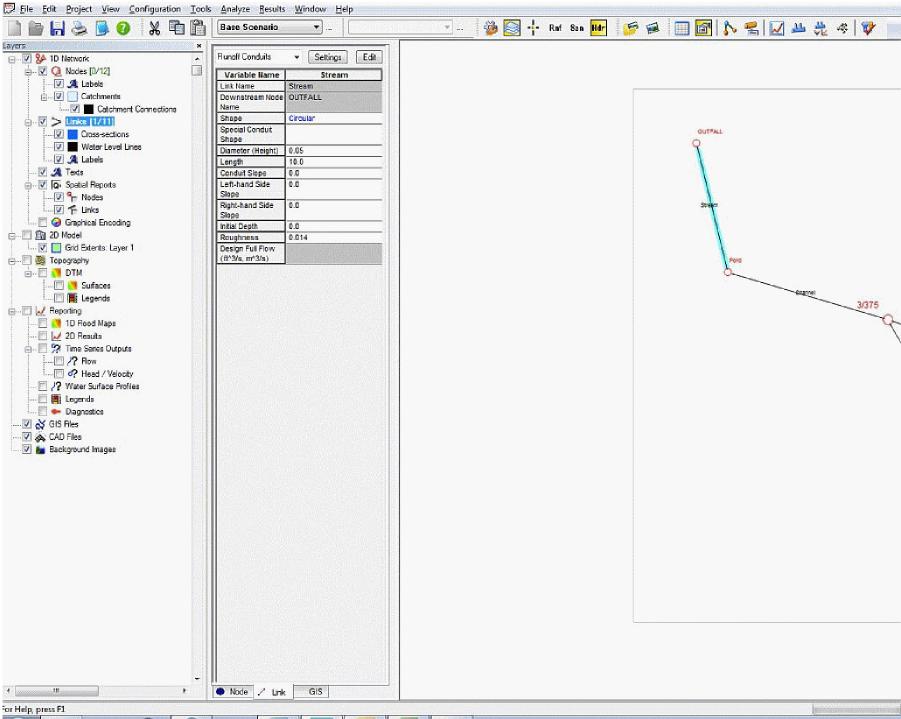 File Edit Project View Configuration Tools Analyze Results Window Help
Base Scenario ... ... Rnf San Hdr
Layers
1D Network
Nodes [0/12]
Labels
Catchments
Catchment Connections
Links [1/11]
Cross-sections
Water Level Lines
Labels
Texts
Spatial Reports
Nodes
Links
Graphical Encoding
2D Model
Grid Extents: Layer 1
Topography
DTM
Surfaces
Legends
Reporting
1D Flood Maps
2D Results
Time Series Outputs
Flow
Head / Velocity
Water Surface Profiles
Legends
Diagnostics
GIS Files
CAD Files
Background Images
Runoff Conduits Settings Edit
Variable Name Stream
Link Name Stream
Downstream Node OUTFALL
Name
Shape Circular
Special Conduit
Shape
Diameter (Height) 0.05
Length 10.0
Conduit Slope 0.0
Left-hand Side 0.0
Slope
Right-hand Side 0.0
Slope
Initial Depth 0.0
Roughness 0.014
Design Full Flow
(ft^3/s, m^3/s)
Node Link GIS
OUTFALL
Stream
Pond
Channel
3/375
For Help, press F1